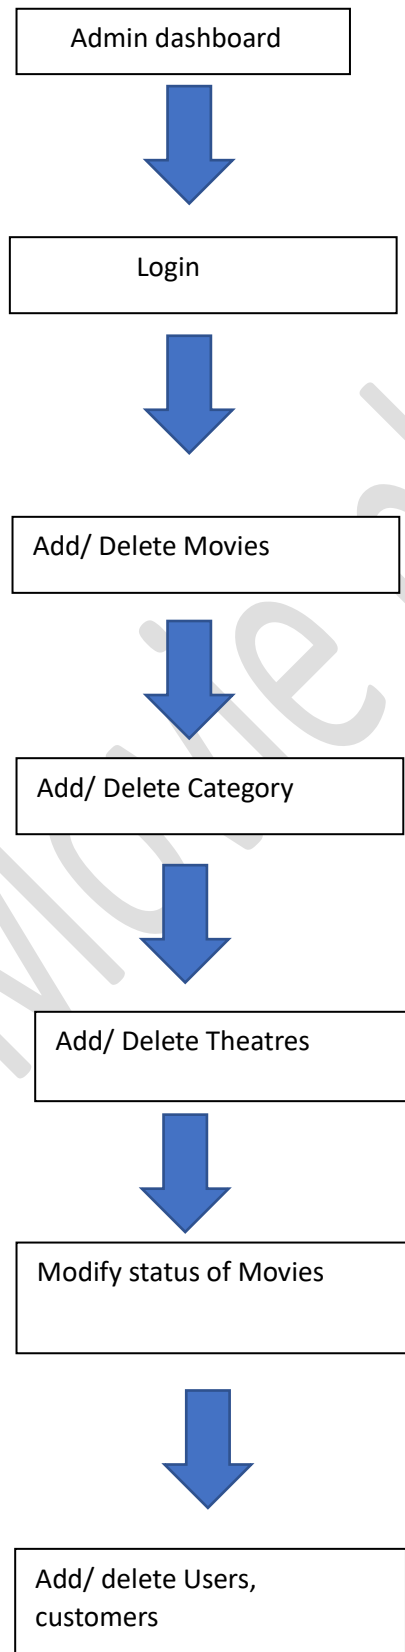 Admin dashboard
Login
Add/ Delete Movies
Add/ Delete Category
Add/ Delete Theatres
Modify status of Movies
Add/ delete Users,
customers
Movie